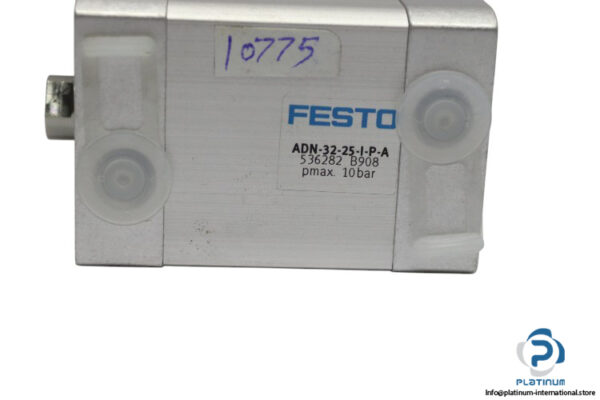 10775
FESTO
ADN-32-25-I-P-A
536282 B908
pmax. 10bar
PLATINUM
info@platinum-international.store